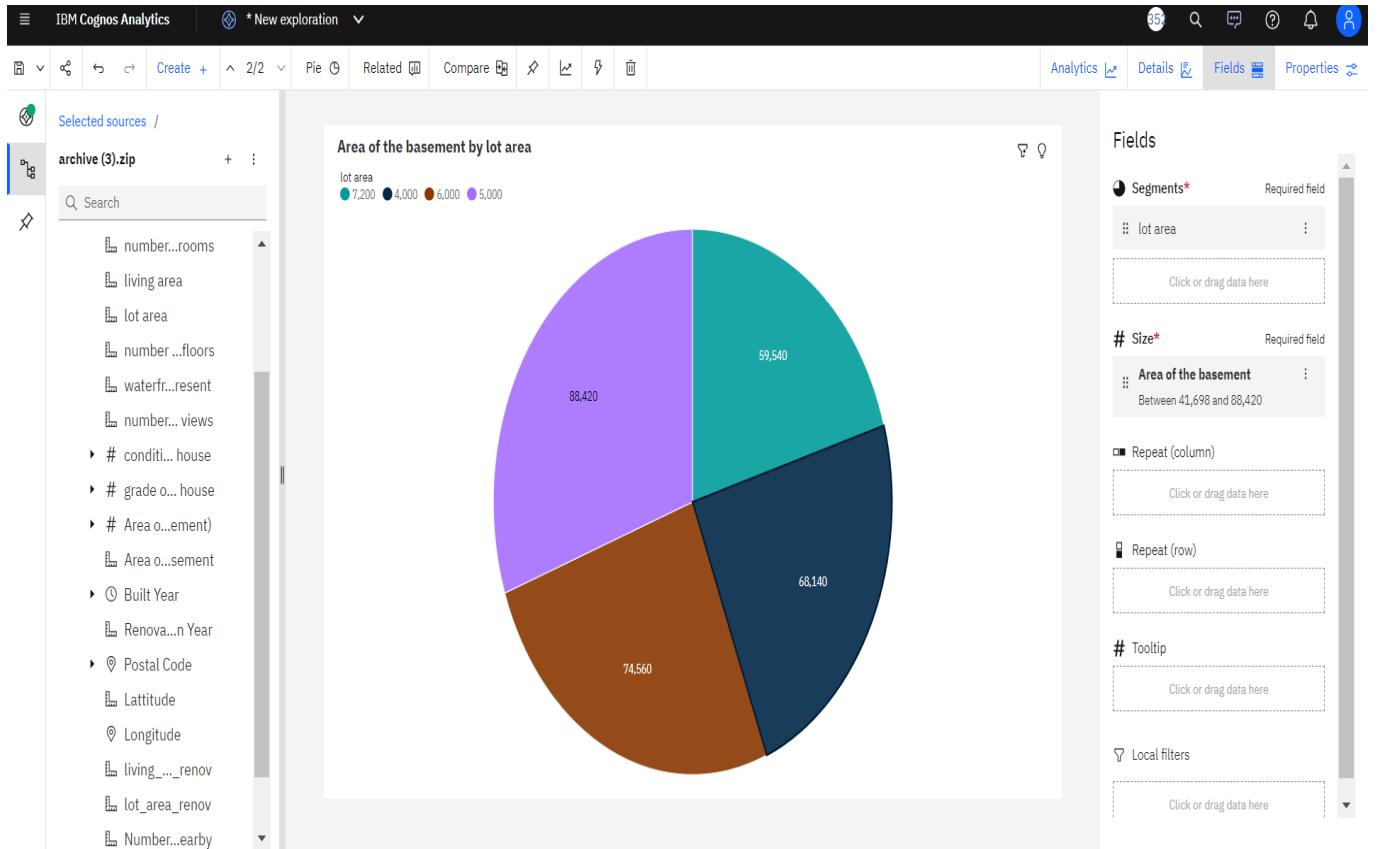 IBM Cognos Analytics
* New exploration
352
Create +
2/2
Pie
Related
Compare
Analytics
Details
Fields
Properties
Selected sources /
archive (3).zip
Search
number...rooms
living area
lot area
number ...floors
waterfr...resent
number... views
# conditi... house
# grade o... house
# Area o...ement)
Area o...sement
Built Year
Renova...n Year
Postal Code
Lattitude
Longitude
living_..._renov
lot_area_renov
Number...earby
Area of the basement by lot area
lot area
7,200 4,000 6,000 5,000
59,540
88,420
68,140
74,560
Fields
Segments* Required field
lot area
Click or drag data here
# Size* Required field
Area of the basement
Between 41,698 and 88,420
Repeat (column)
Click or drag data here
Repeat (row)
Click or drag data here
# Tooltip
Click or drag data here
Local filters
Click or drag data here